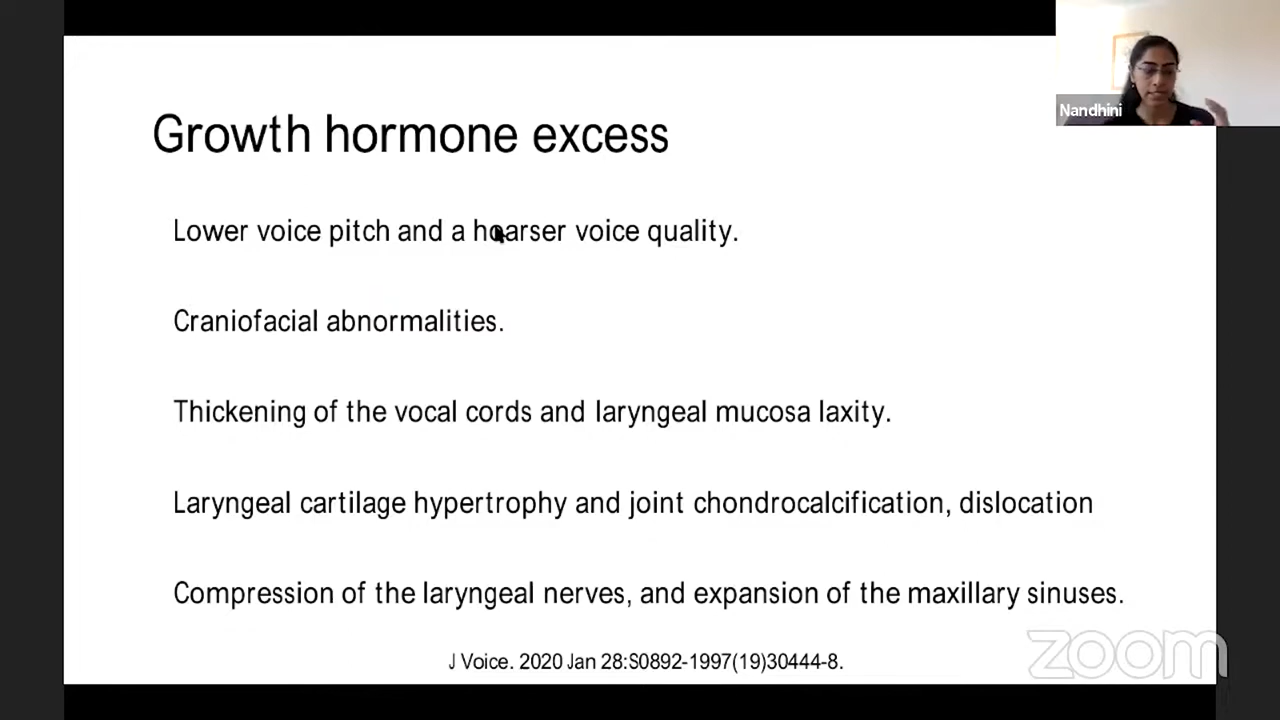 Nandhini
Growth hormone excess
Lower voice pitch and a hoarser voice quality.
Craniofacial abnormalities.
Thickening of the vocal cords and laryngeal mucosa laxity.
Laryngeal cartilage hypertrophy and joint chondrocalcification, dislocation
Compression of the laryngeal nerves, and expansion of the maxillary sinuses.
J Voice. 2020 Jan 28:S0892-1997(19)30444-8.
zoom